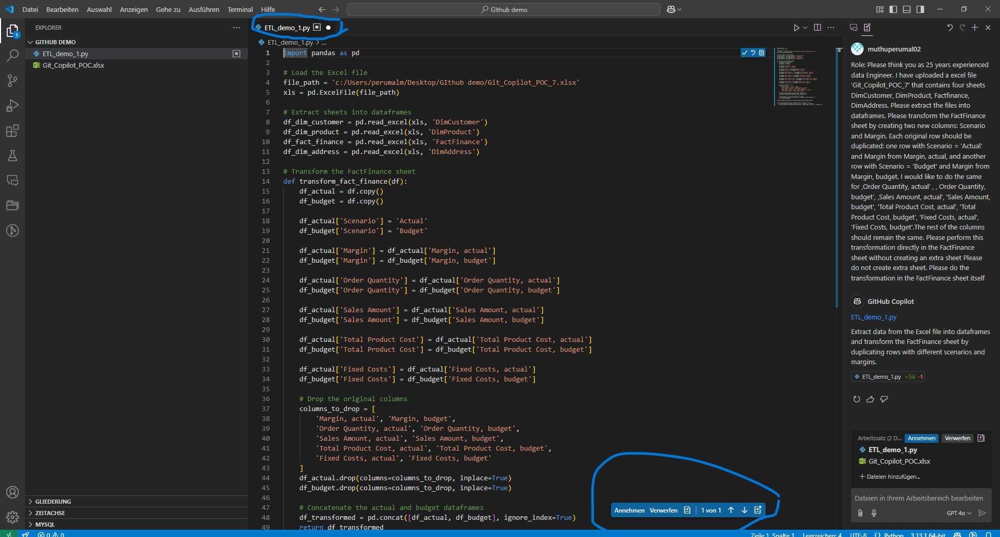 Datei Bearbeiten Auswahl Anzeigen Gehe zu Ausführen Terminal Hilfe
GIthub demo
EXPLORER
GITHUB DEMO
ETL_demo_1.py
Git_Copilot_POC.xlsx
GLIEDERUNG
ZEITACHSE
MYSQL
1
ETL_demo_1.py
ETL_demo_1.py > ...
1 import pandas as pd
2
3 # Load the Excel file
4 file_path = 'c:/Users/perumalm/Desktop/GIthub demo/Git_Copilot_POC_7.xlsx'
5 xls = pd.ExcelFile(file_path)
6
7 # Extract sheets into dataframes
8 df_dim_customer = pd.read_excel(xls, 'DimCustomer')
9 df_dim_product = pd.read_excel(xls, 'DimProduct')
10 df_fact_finance = pd.read_excel(xls, 'FactFinance')
11 df_dim_address = pd.read_excel(xls, 'DimAddress')
12
13 # Transform the FactFinance sheet
14 def transform_fact_finance(df):
15 df_actual = df.copy()
16 df_budget = df.copy()
17
18 df_actual['Scenario'] = 'Actual'
19 df_budget['Scenario'] = 'Budget'
20
21 df_actual['Margin'] = df_actual['Margin, actual']
22 df_budget['Margin'] = df_budget['Margin, budget']
23
24 df_actual['Order Quantity'] = df_actual['Order Quantity, actual']
25 df_budget['Order Quantity'] = df_budget['Order Quantity, budget']
26
27 df_actual['Sales Amount'] = df_actual['Sales Amount, actual']
28 df_budget['Sales Amount'] = df_budget['Sales Amount, budget']
29
30 df_actual['Total Product Cost'] = df_actual['Total Product Cost, actual']
31 df_budget['Total Product Cost'] = df_budget['Total Product Cost, budget']
32
33 df_actual['Fixed Costs'] = df_actual['Fixed Costs, actual']
34 df_budget['Fixed Costs'] = df_budget['Fixed Costs, budget']
35
36 # Drop the original columns
37 columns_to_drop = [
38 'Margin, actual', 'Margin, budget',
39 'Order Quantity, actual', 'Order Quantity, budget',
40 'Sales Amount, actual', 'Sales Amount, budget',
41 'Total Product Cost, actual', 'Total Product Cost, budget',
42 'Fixed Costs, actual', 'Fixed Costs, budget'
43 ]
44 df_actual.drop(columns=columns_to_drop, inplace=True)
45 df_budget.drop(columns=columns_to_drop, inplace=True)
46
47 # Concatenate the actual and budget dataframes
48 df_transformed = pd.concat([df_actual, df_budget], ignore_index=True)
49 return df_transformed
Annehmen Verwerfen 1 von 1
muthuperumal02
Role: Please think you as 25 years experienced
data Engineer. I have uploaded a excel file
'Git_Copilot_POC_7' that contains four sheets
DimCustomer, DimProduct, Factfinance,
DimAddress. Please extract the files into
dataframes. Please transform the FactFinance
sheet by creating two new columns: Scenario
and Margin. Each original row should be
duplicated: one row with Scenario = 'Actual'
and Margin from Margin, actual, and another
row with Scenario = 'Budget' and Margin from
Margin, budget. I would like to do the same
for ‚Order Quantity, actual‘ , ‚ Order Quantity,
budget‘, ‚Sales Amount, actual‘, 'Sales Amount,
budget', 'Total Product Cost, actual', 'Total
Product Cost, budget', 'Fixed Costs, actual',
'Fixed Costs, budget'.The rest of the columns
should remain the same. Please perform this
transformation directly in the FactFinance
sheet without creating an extra sheet Please
do not create extra sheet. Please do the
transformation in the FactFinance sheet itself
GitHub Copilot
ETL_demo_1.py
Extract data from the Excel file into dataframes
and transform the FactFinance sheet by
duplicating rows with different scenarios and
margins.
ETL_demo_1.py +56 -1
Arbeitssatz (2 D... Annehmen Verwerfen
ETL_demo_1.py
Git_Copilot_POC.xlsx
+ Dateien hinzufügen...
Dateien in Ihrem Arbeitsbereich bearbeiten
GPT 4o
0 0
Zeile 1, Spalte 1 Leerzeichen: 4 UTF-8 {} Python 3.13.1 64-bit